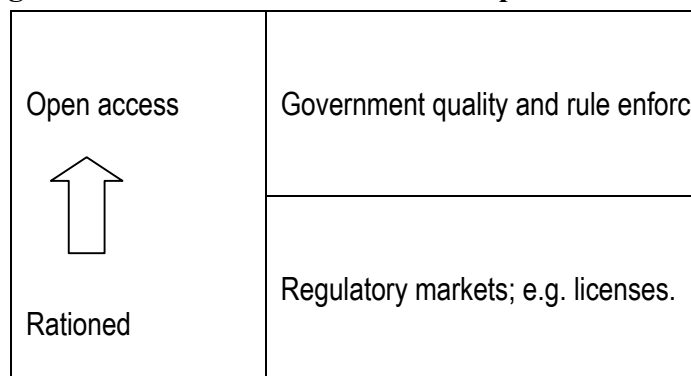 Open access
Government quality and rule enforc
Regulatory markets; e.g. licenses.
Rationed